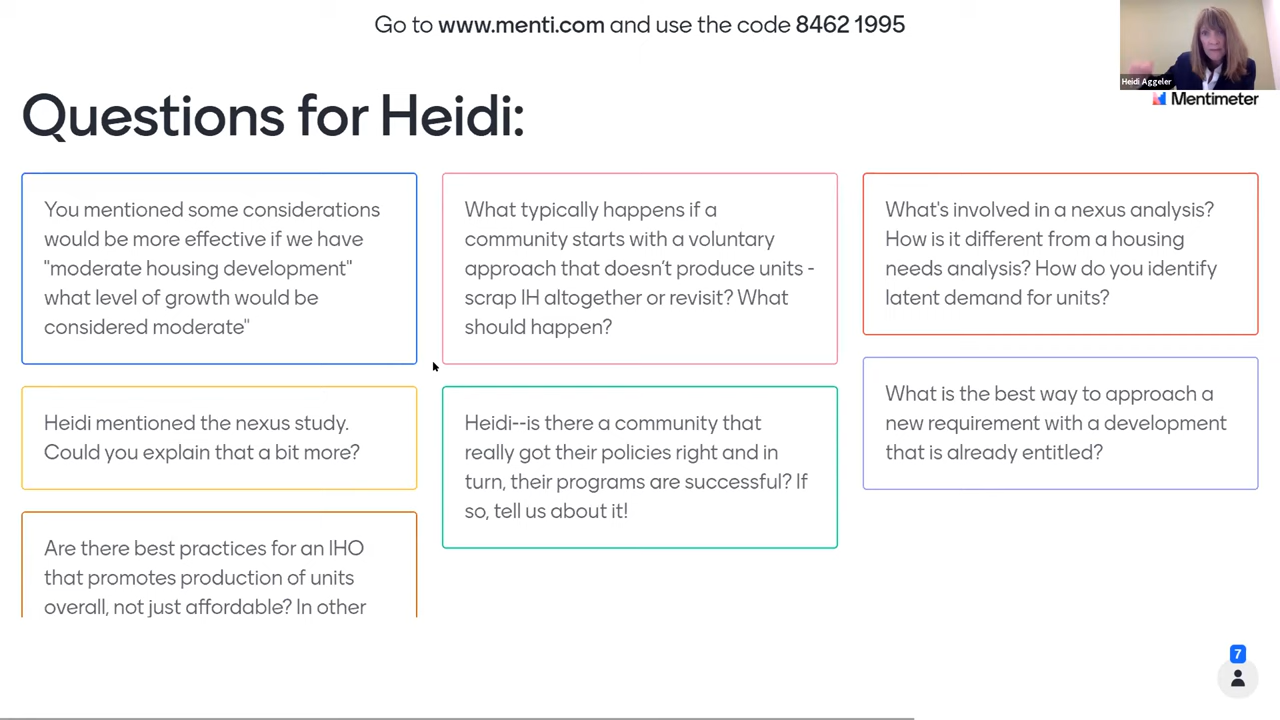 Go to www.menti.com and use the code 8462 1995
Heidi Aggeler
Mentimeter
Questions for Heidi:
You mentioned some considerations
would be more effective if we have
"moderate housing development"
what level of growth would be
considered moderate"
What typically happens if a
community starts with a voluntary
approach that doesn't produce units -
scrap IH altogether or revisit? What
should happen?
What's involved in a nexus analysis?
How is it different from a housing
needs analysis? How do you identify
latent demand for units?
Heidi mentioned the nexus study.
Could you explain that a bit more?
Heidi--is there a community that
really got their policies right and in
turn, their programs are successful? If
so, tell us about it!
What is the best way to approach a
new requirement with a development
that is already entitled?
Are there best practices for an IHO
that promotes production of units
overall, not just affordable? In other
7